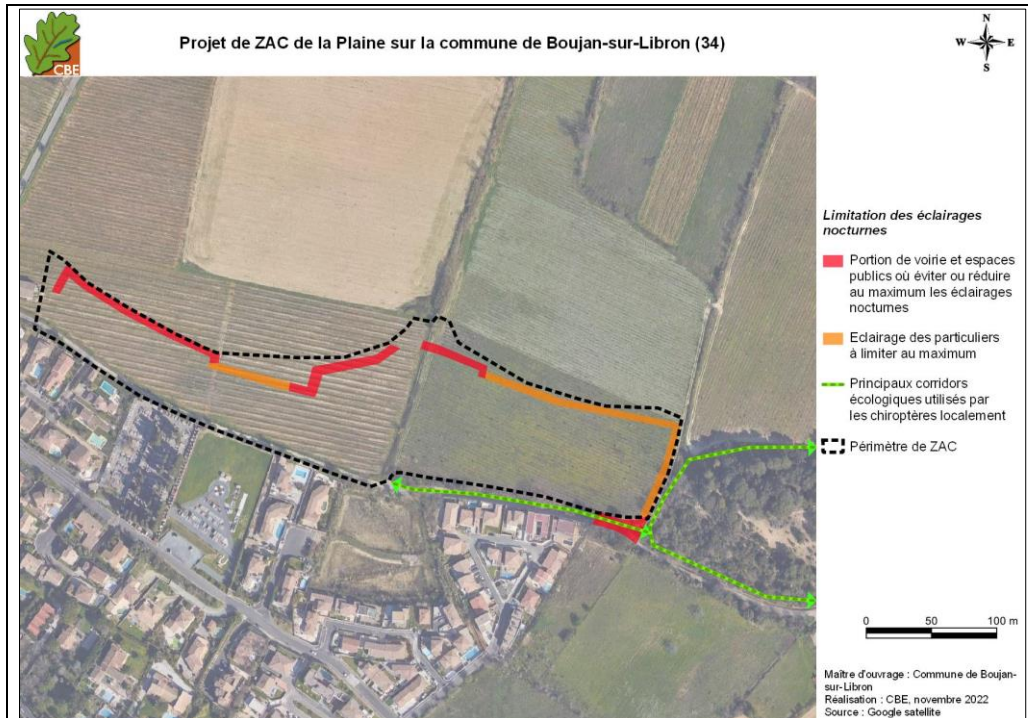 CBE
Projet de ZAC de la Plaine sur la commune de Boujan-sur-Libron (34)
N
W E
S
Limitation des éclairages
nocturnes
Portion de voirie et espaces
publics où éviter ou réduire
au maximum les éclairages
nocturnes
Eclairage des particuliers
à limiter au maximum
Principaux corridors
écologiques utilisés par
les chiroptères localement
Périmètre de ZAC
0 50 100 m
Maître d'ouvrage : Commune de Boujan-
sur-Libron
Réalisation : CBE, novembre 2022
Source : Google satellite